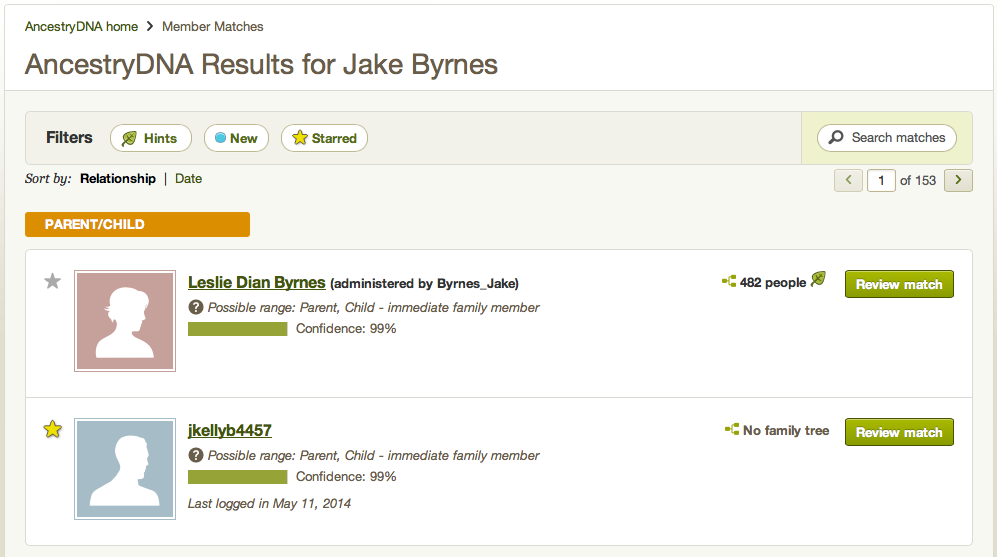 AncestryDNA home > Member Matches
AncestryDNA Results for Jake Byrnes
Filters Hints New Starred Search matches
Sort by: Relationship | Date < 1 of 153 >
PARENT/CHILD
Leslie Dian Byrnes (administered by Byrnes_Jake) 482 people Review match
? Possible range: Parent, Child - immediate family member
Confidence: 99%
jkellyb4457 No family tree Review match
? Possible range: Parent, Child - immediate family member
Confidence: 99%
Last logged in May 11, 2014